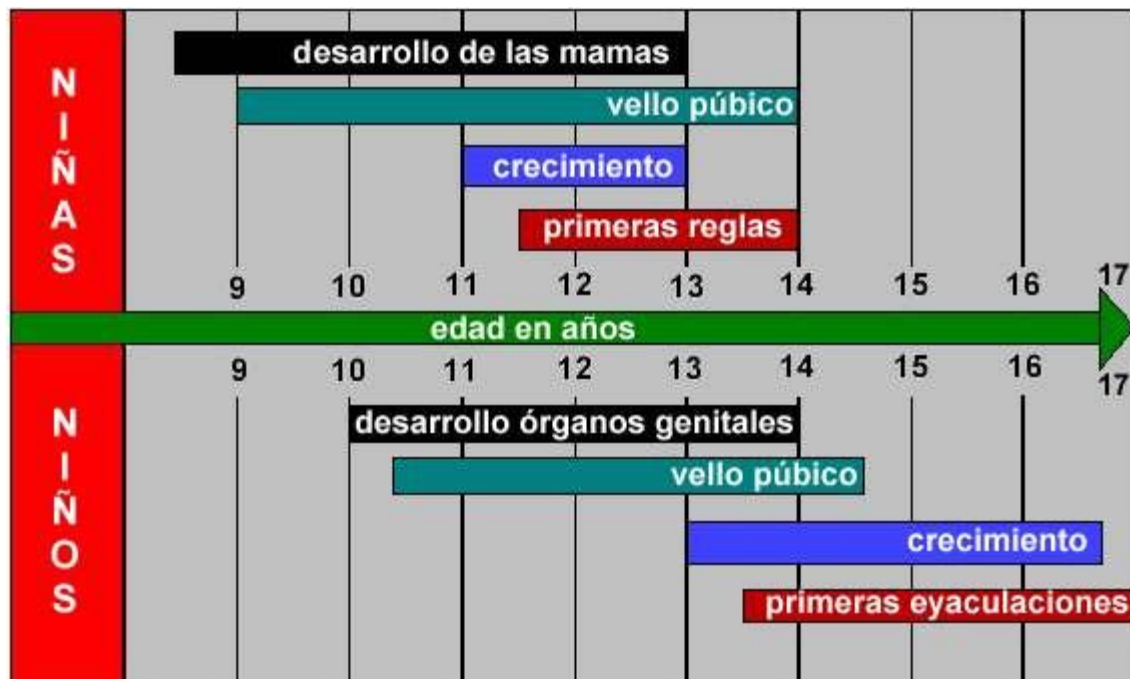 NIÑAS
desarrollo de las mamas
vello púbico
crecimiento
primeras reglas
9 10 11 12 13 14 15 16 17
edad en años
9 10 11 12 13 14 15 16 17
NIÑOS
desarrollo órganos genitales
vello púbico
crecimiento
primeras eyaculaciones